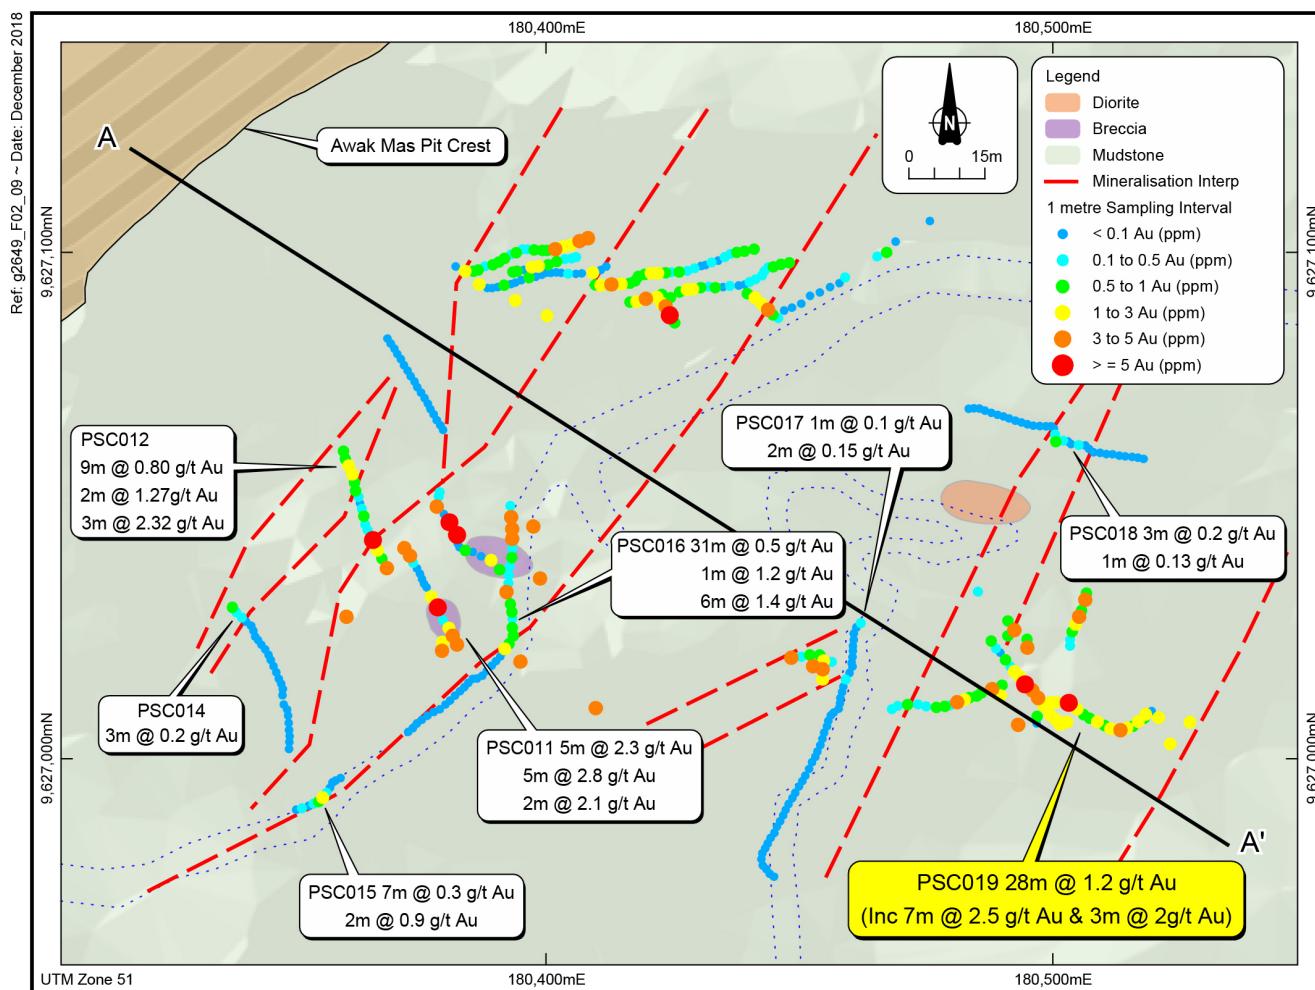 Ref: g2649_F02_09 ~ Date: December 2018
180,400mE
180,500mE
A
Awak Mas Pit Crest
N
0
15m
Legend
Diorite
Breccia
Mudstone
Mineralisation Interp
1 metre Sampling Interval
< 0.1 Au (ppm)
0.1 to 0.5 Au (ppm)
0.5 to 1 Au (ppm)
1 to 3 Au (ppm)
3 to 5 Au (ppm)
> = 5 Au (ppm)
9,627,100mN
9,627,100mN
PSC012
9m @ 0.80 g/t Au
2m @ 1.27g/t Au
3m @ 2.32 g/t Au
PSC017 1m @ 0.1 g/t Au
2m @ 0.15 g/t Au
PSC016 31m @ 0.5 g/t Au
1m @ 1.2 g/t Au
6m @ 1.4 g/t Au
PSC018 3m @ 0.2 g/t Au
1m @ 0.13 g/t Au
PSC014
3m @ 0.2 g/t Au
PSC011 5m @ 2.3 g/t Au
5m @ 2.8 g/t Au
2m @ 2.1 g/t Au
9,627,000mN
9,627,000mN
A'
PSC015 7m @ 0.3 g/t Au
2m @ 0.9 g/t Au
PSC019 28m @ 1.2 g/t Au
(Inc 7m @ 2.5 g/t Au & 3m @ 2g/t Au)
UTM Zone 51
180,400mE
180,500mE